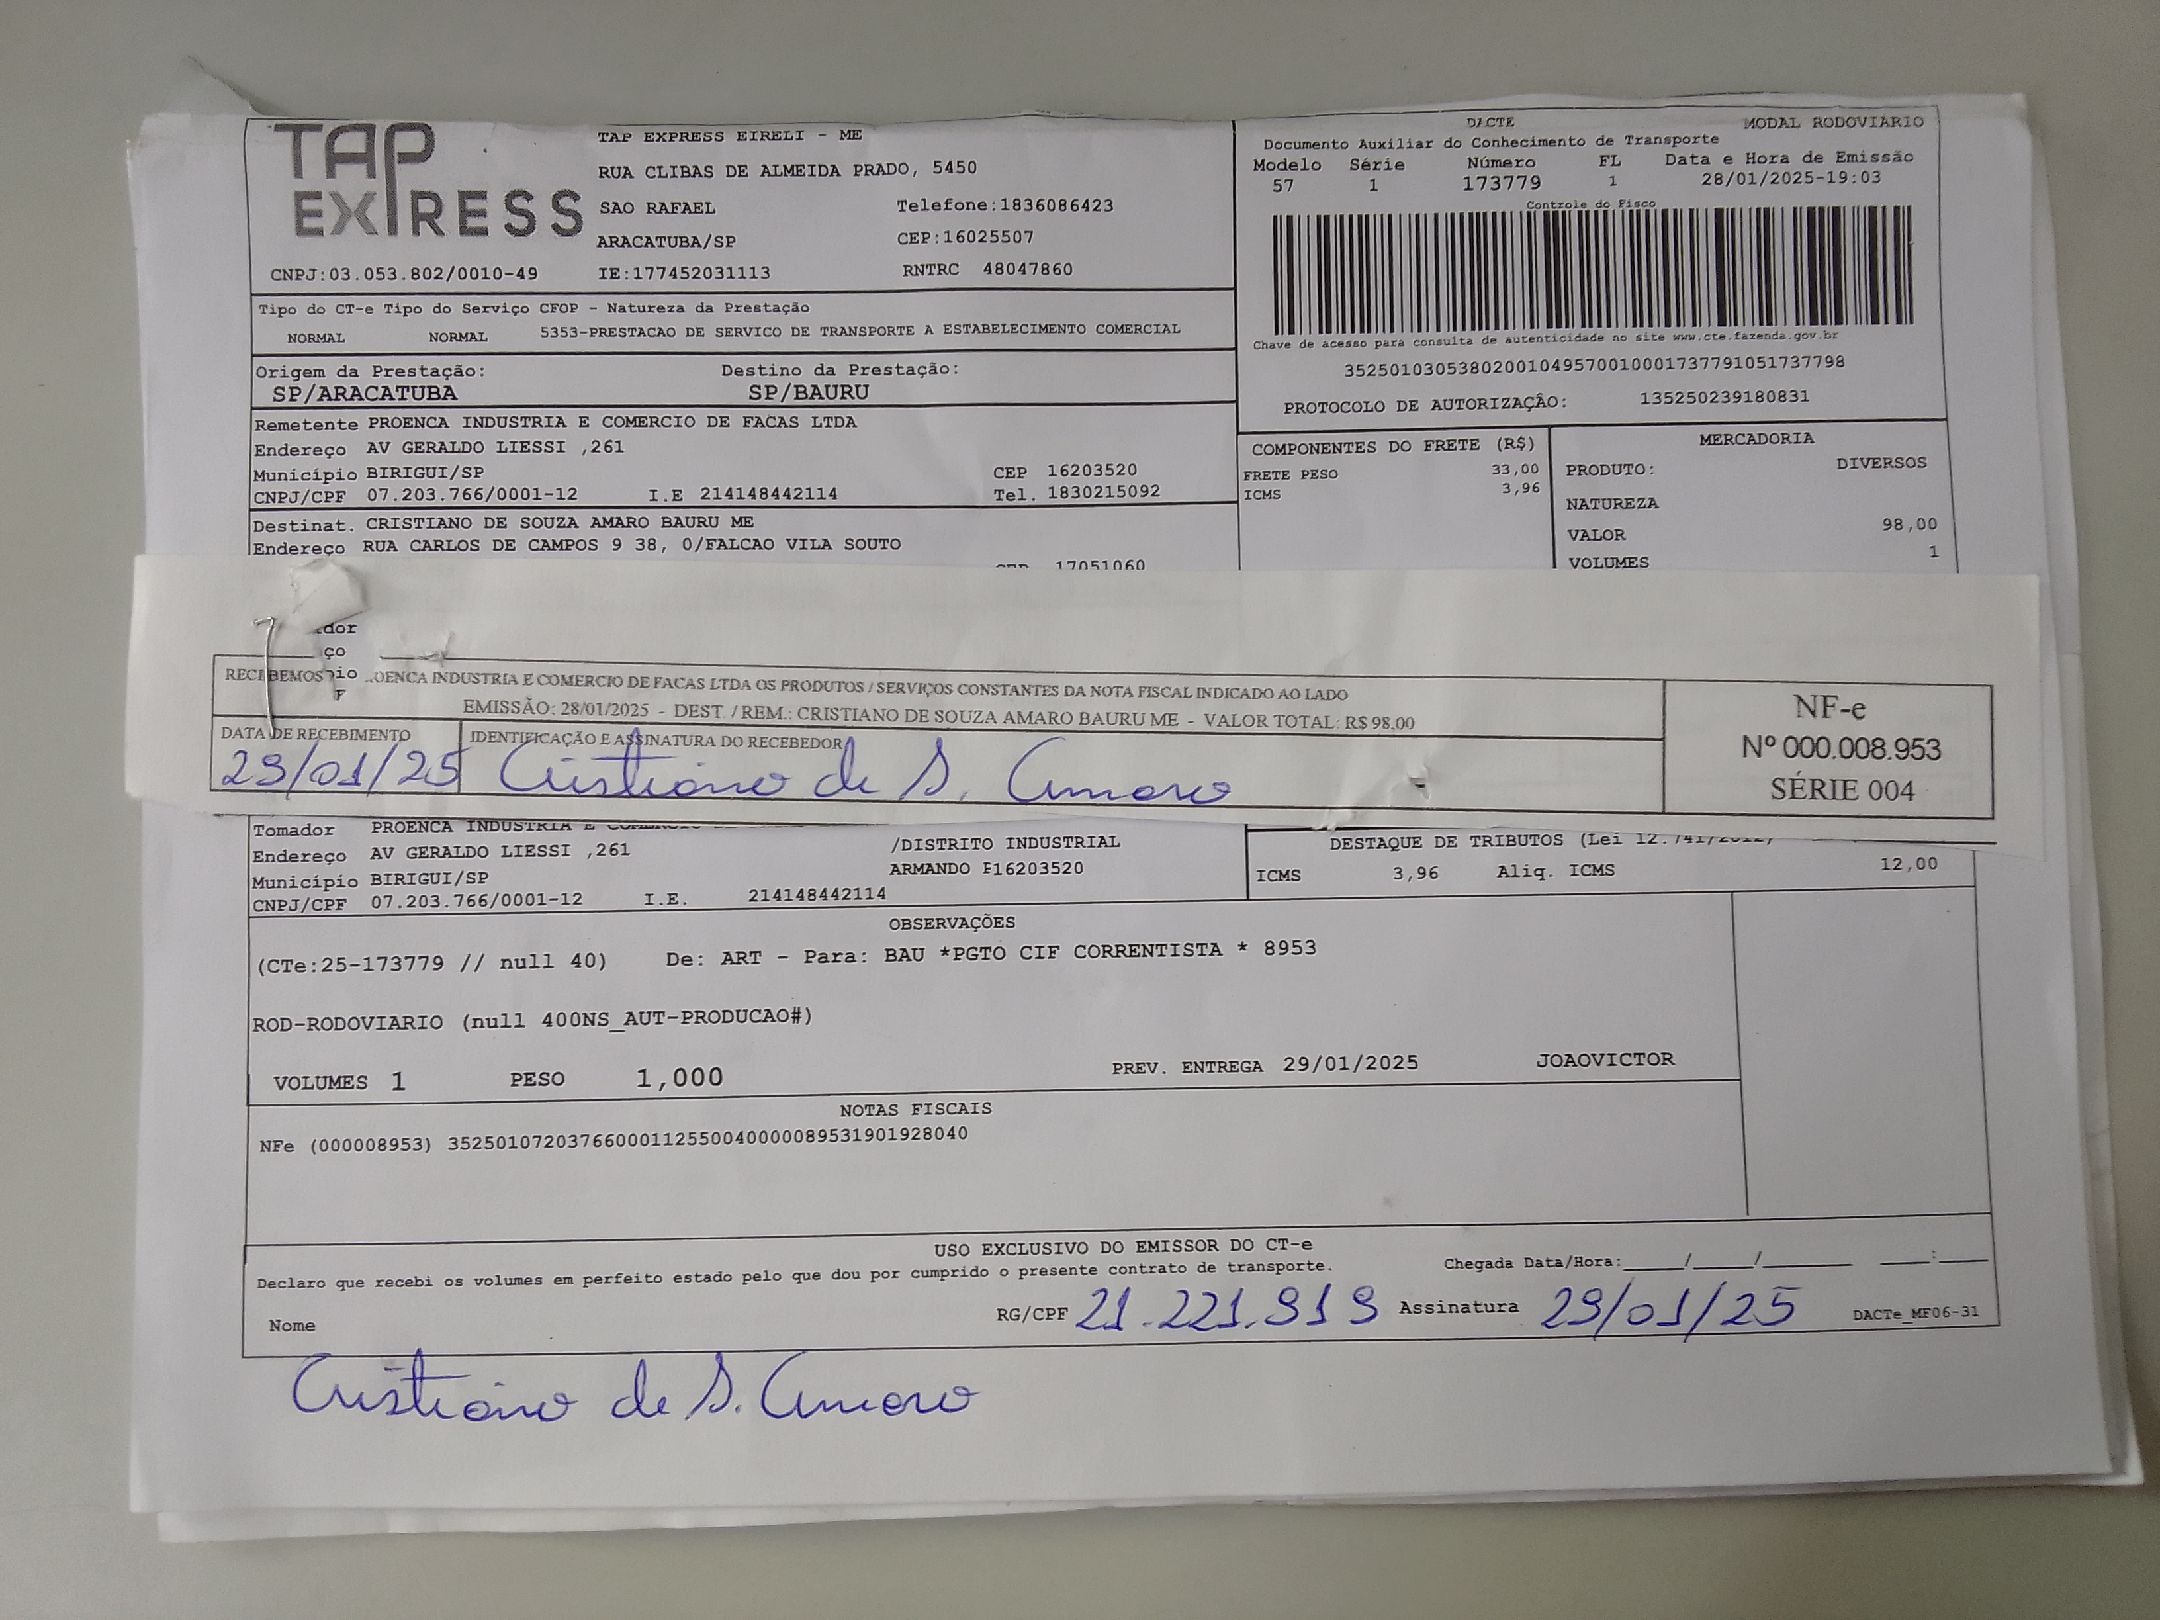 TAP EXPRESS
TAP EXPRESS EIRELI - ME
RUA CLIBAS DE ALMEIDA PRADO, 5450
SAO RAFAEL Telefone:1836086423
ARACATUBA/SP CEP:16025507
CNPJ:03.053.802/0010-49 IE:177452031113 RNTRC 48047860
DACTE MODAL RODOVIÁRIO
Documento Auxiliar do Conhecimento de Transporte
Modelo Série Número FL Data e Hora de Emissão
57 1 173779 1 28/01/2025-19:03
Controle do Fisco
Chave de acesso para consulta de autenticidade no site www.cte.fazenda.gov.br
35250103053802001049570010001737791051737798
PROTOCOLO DE AUTORIZAÇÃO: 135250239180831
Tipo do CT-e Tipo do Serviço CFOP - Natureza da Prestação
NORMAL NORMAL 5353-PRESTACAO DE SERVICO DE TRANSPORTE A ESTABELECIMENTO COMERCIAL
Origem da Prestação: Destino da Prestação:
SP/ARACATUBA SP/BAURU
Remetente PROENCA INDUSTRIA E COMERCIO DE FACAS LTDA
Endereço AV GERALDO LIESSI ,261
Município BIRIGUI/SP CEP 16203520
CNPJ/CPF 07.203.766/0001-12 I.E 214148442114 Tel. 1830215092
Destinat. CRISTIANO DE SOUZA AMARO BAURU ME
Endereço RUA CARLOS DE CAMPOS 9 38, 0/FALCAO VILA SOUTO
17051060
COMPONENTES DO FRETE (R$)
FRETE PESO 33,00
ICMS 3,96
MERCADORIA
PRODUTO: DIVERSOS
NATUREZA
VALOR 98,00
VOLUMES 1
RECEBEMOS OENCA INDUSTRIA E COMERCIO DE FACAS LTDA OS PRODUTOS / SERVIÇOS CONSTANTES DA NOTA FISCAL INDICADO AO LADO
EMISSÃO: 28/01/2025 - DEST. / REM.: CRISTIANO DE SOUZA AMARO BAURU ME - VALOR TOTAL: R$ 98,00
DATA DE RECEBIMENTO IDENTIFICAÇÃO E ASSINATURA DO RECEBEDOR
29/01/25 Cristiano de S. Amaro
NF-e
Nº 000.008.953
SÉRIE 004
Tomador PROENCA INDUSTRIA E
Endereço AV GERALDO LIESSI ,261 /DISTRITO INDUSTRIAL
Município BIRIGUI/SP ARMANDO P16203520
CNPJ/CPF 07.203.766/0001-12 I.E. 214148442114
DESTAQUE DE TRIBUTOS (Lei 12.741/2012)
ICMS 3,96 Aliq. ICMS 12,00
OBSERVAÇÕES
(CTe:25-173779 // null 40) De: ART - Para: BAU *PGTO CIF CORRENTISTA * 8953
ROD-RODOVIARIO (null 400NS_AUT-PRODUCAO#)
VOLUMES 1 PESO 1,000 PREV. ENTREGA 29/01/2025 JOAOVICTOR
NOTAS FISCAIS
NFe (000008953) 35250107203766000112550040000089531901928040
USO EXCLUSIVO DO EMISSOR DO CT-e
Declaro que recebi os volumes em perfeito estado pelo que dou por cumprido o presente contrato de transporte. Chegada Data/Hora:_____/_____/_______ ____:____
Nome RG/CPF 21.221.919 Assinatura 29/01/25 DACTe_MF06-31
Cristiano de S. Amaro